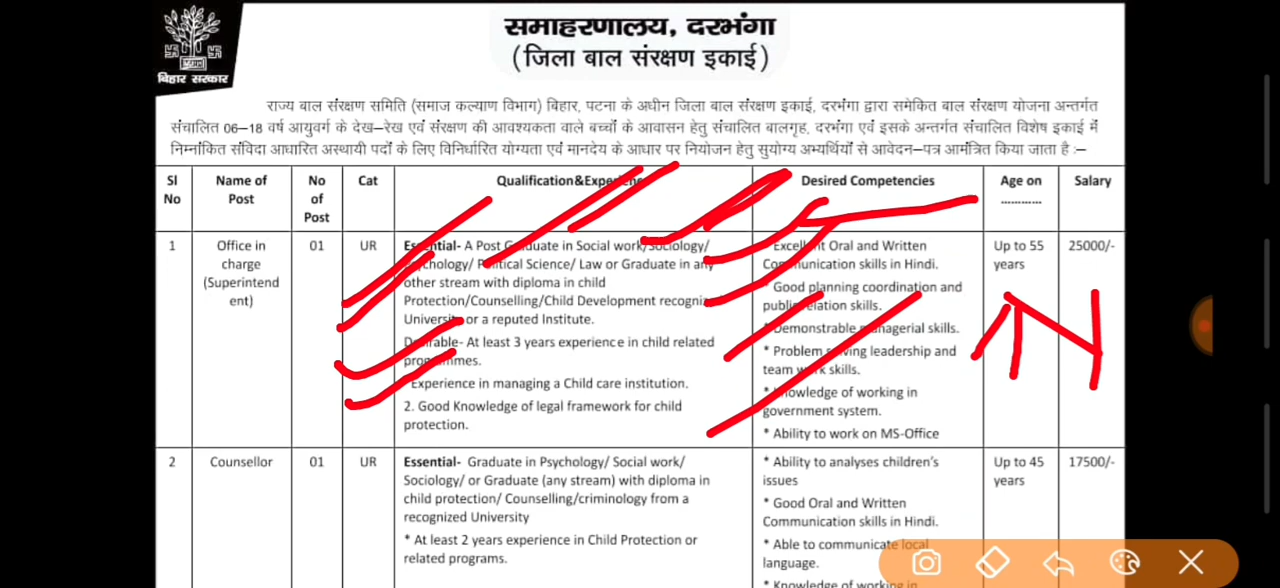 बिहार सरकार
समाहरणालय, दरभंगा
(जिला बाल संरक्षण इकाई)
राज्य बाल संरक्षण समिति (समाज कल्याण विभाग) बिहार, पटना के अधीन जिला बाल संरक्षण इकाई, दरभंगा द्वारा समेकित बाल संरक्षण योजना अन्तर्गत
संचालित 06–18 वर्ष आयुवर्ग के देख–रेख एवं संरक्षण की आवश्यकता वाले बच्चों के आवासन हेतु संचालित बालगृह, दरभंगा एवं इसके अन्तर्गत संचालित विशेष इकाई में
निम्नांकित संविदा आधारित अस्थायी पदों के लिए विनिर्धारित योग्यता एवं मानदेय के आधार पर नियोजन हेतु सुयोग्य अभ्यर्थियों से आवेदन–पत्र आमंत्रित किया जाता है :–
Sl No
Name of Post
No of Post
Cat
Qualification&Experience
Desired Competencies
Age on ............
Salary
1
Office in
charge
(Superintend
ent)
01
UR
Essential- A Post Graduate in Social work/Sociology/
Psychology/ Political Science/ Law or Graduate in any
other stream with diploma in child
Protection/Counselling/Child Development recognize
University or a reputed Institute.
Desirable- At least 3 years experience in child related
programmes.
Experience in managing a Child care institution.
2. Good Knowledge of legal framework for child
protection.
* Excellent Oral and Written
Communication skills in Hindi.
* Good planning coordination and
public relation skills.
* Demonstrable managerial skills.
* Problem solving leadership and
team work skills.
* Knowledge of working in
government system.
* Ability to work on MS-Office
Up to 55
years
25000/-
2
Counsellor
01
UR
Essential- Graduate in Psychology/ Social work/
Sociology/ or Graduate (any stream) with diploma in
child protection/ Counselling/criminology from a
recognized University
* At least 2 years experience in Child Protection or
related programs.
* Ability to analyses children's
issues
* Good Oral and Written
Communication skills in Hindi.
* Able to communicate local
language.
* Knowledge of working in
Up to 45
years
17500/-